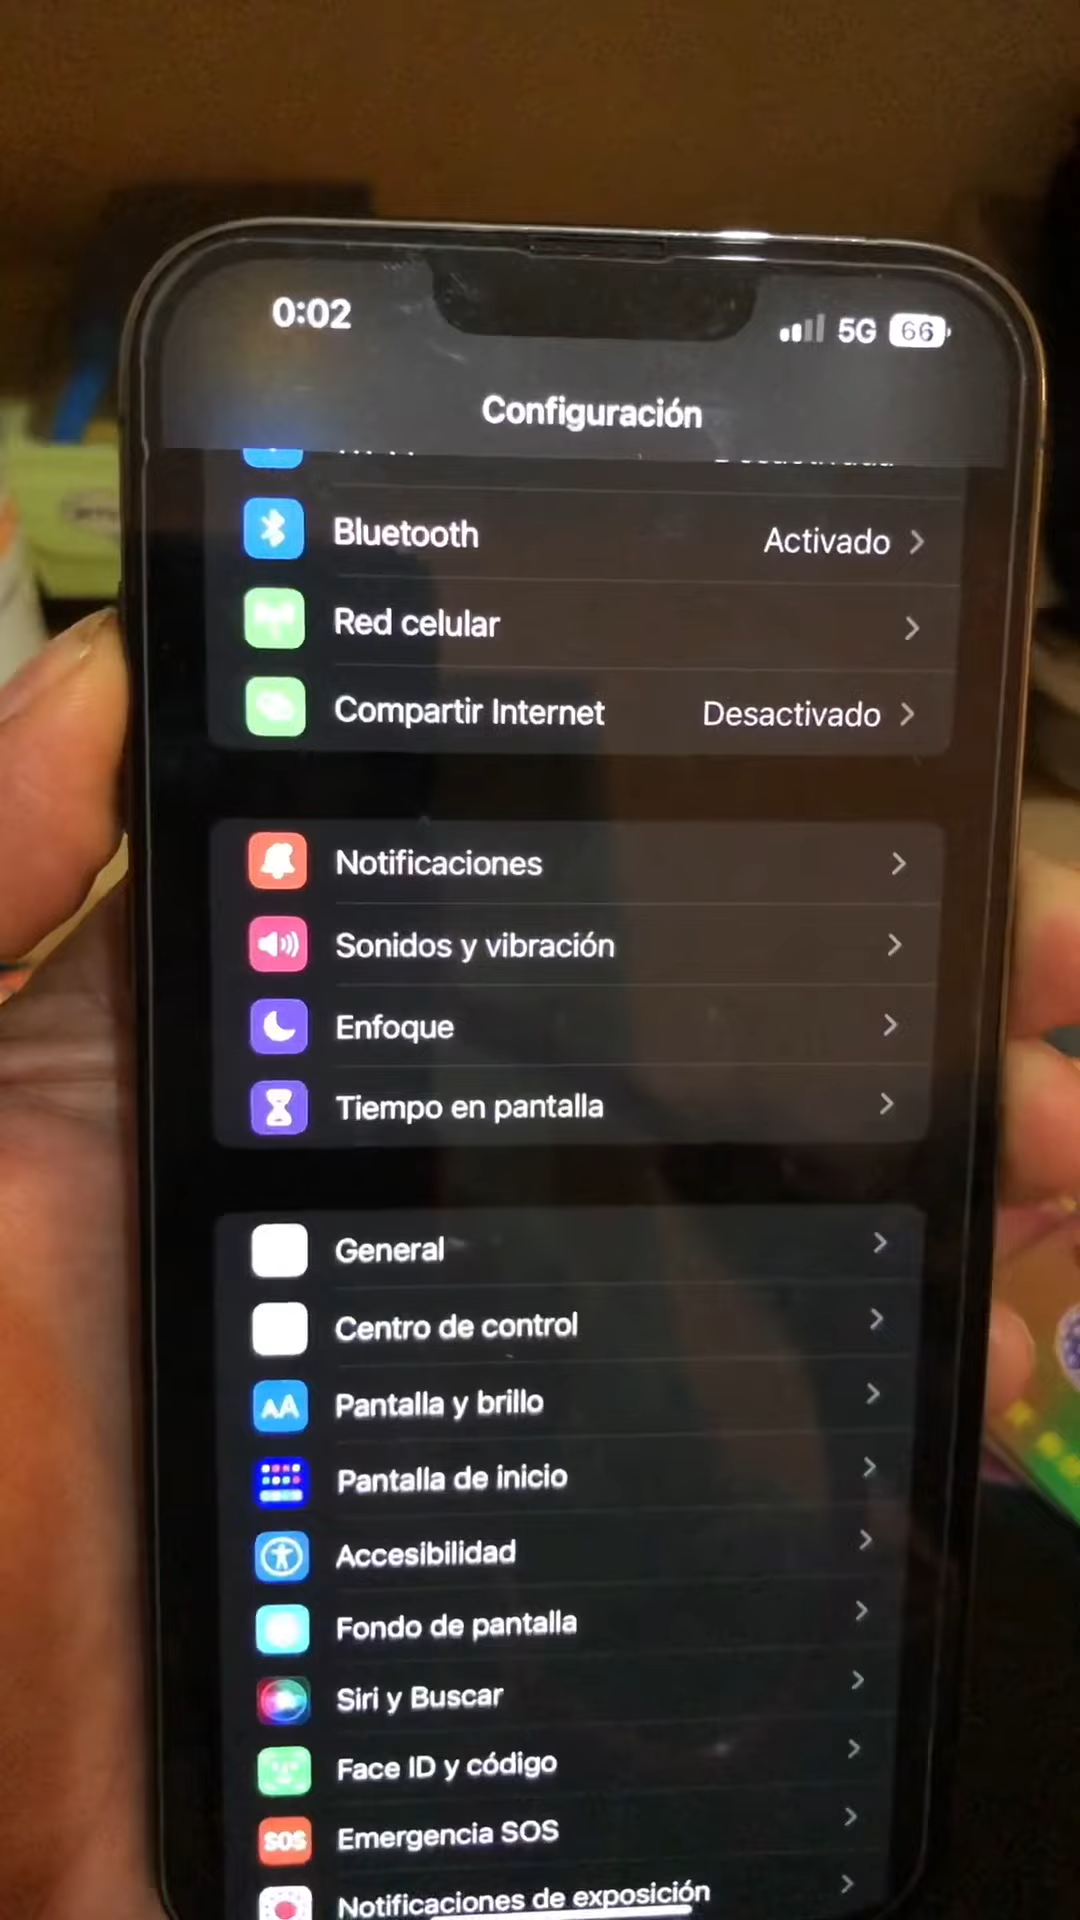 0:02
5G 66
Configuración
Bluetooth Activado
Red celular
Compartir Internet Desactivado
Notificaciones
Sonidos y vibración
Enfoque
Tiempo en pantalla
General
Centro de control
AA Pantalla y brillo
Pantalla de inicio
Accesibilidad
Fondo de pantalla
Siri y Buscar
Face ID y código
SOS Emergencia SOS
Notificaciones de exposición